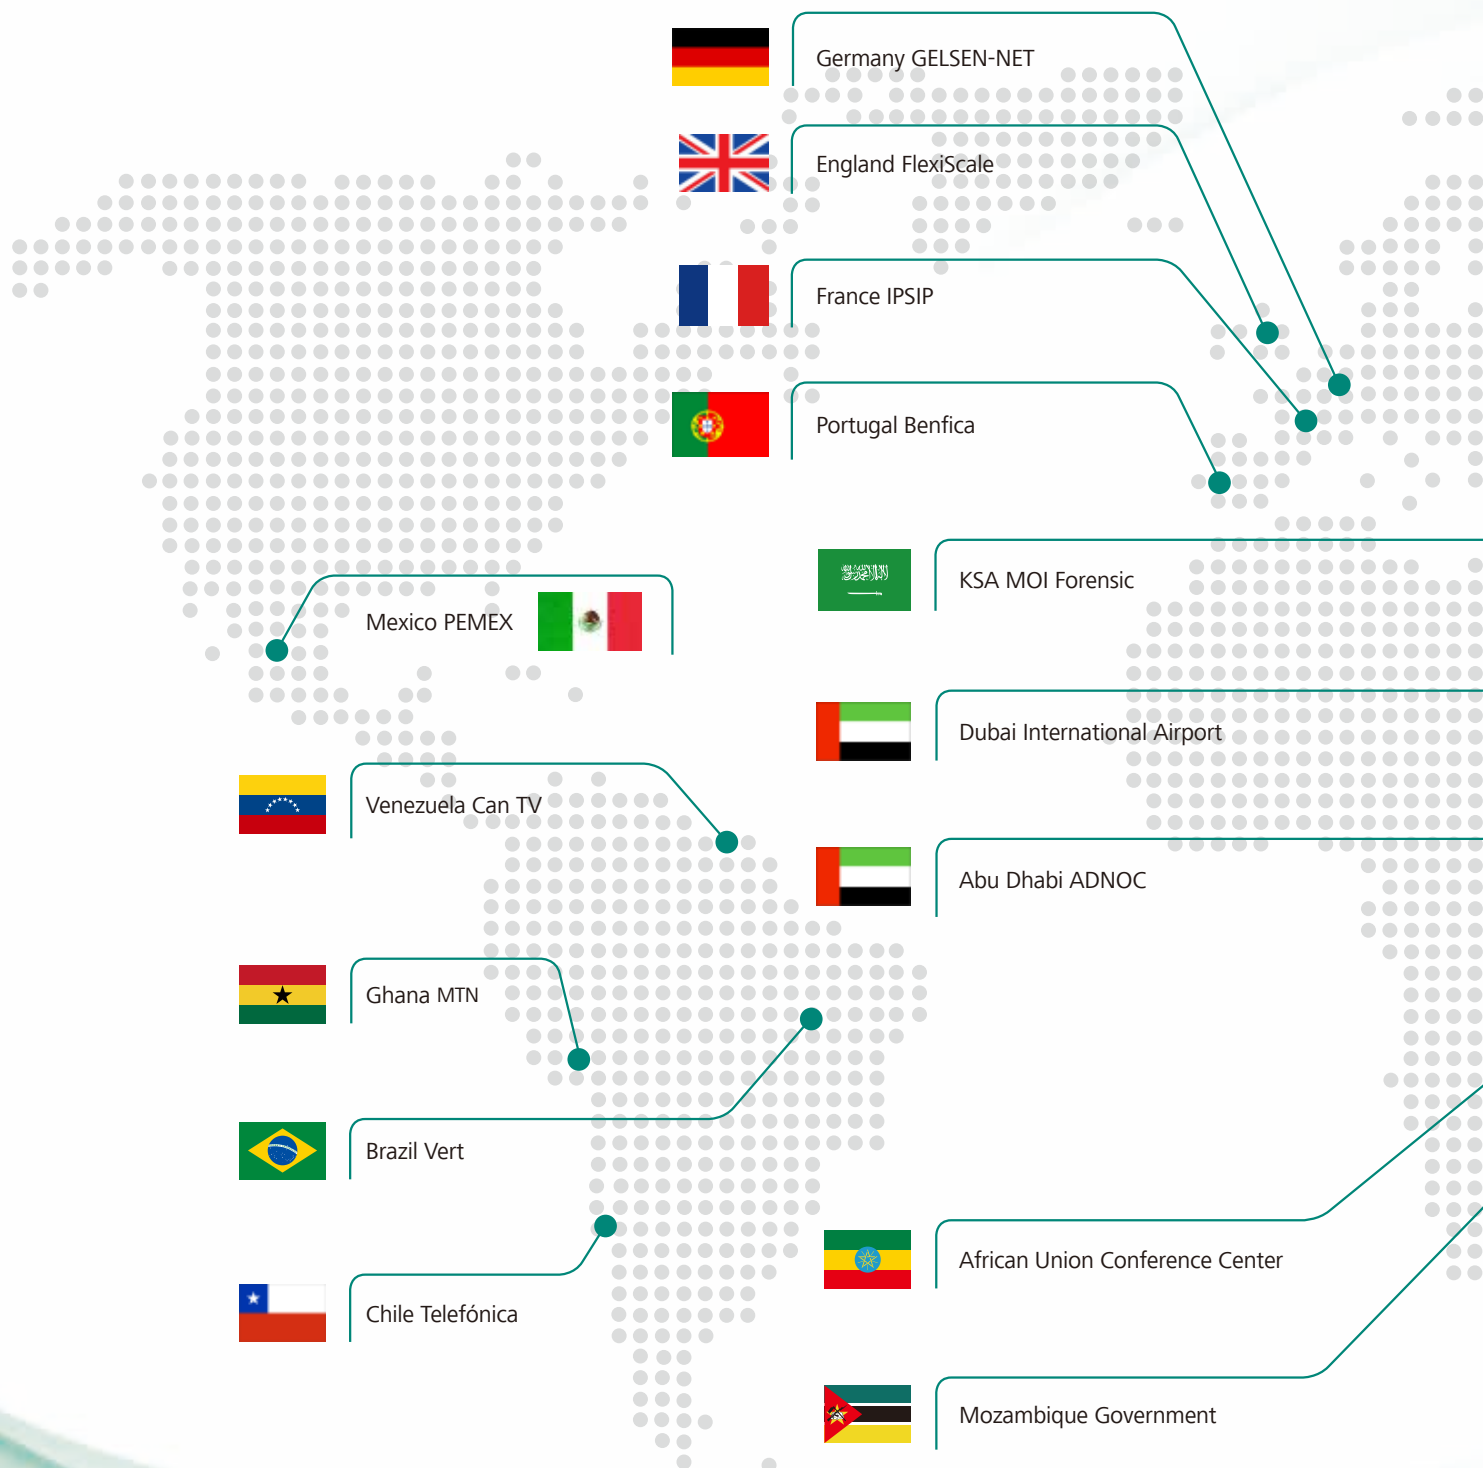 Germany GELSEN-NET
England FlexiScale
France IPSIP
Portugal Benfica
KSA MOI Forensic
Mexico PEMEX
Dubai International Airport
Venezuela Can TV
Abu Dhabi ADNOC
Ghana MTN
Brazil Vert
African Union Conference Center
Chile Telefónica
Mozambique Government